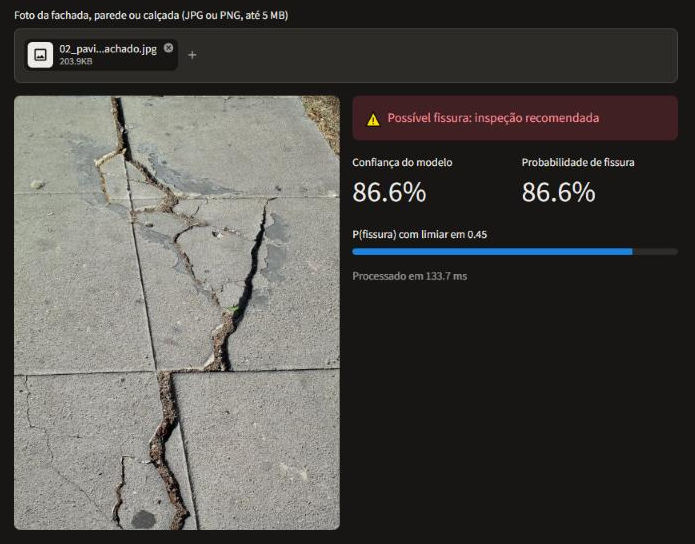 Foto da fachada, parede ou calçada (JPG ou PNG, até 5 MB)
02_pavi...achado.jpg
203.9KB
Possível fissura: inspeção recomendada
Confiança do modelo
Probabilidade de fissura
86.6%
86.6%
P(fissura) com limiar em 0.45
Processado em 133.7 ms